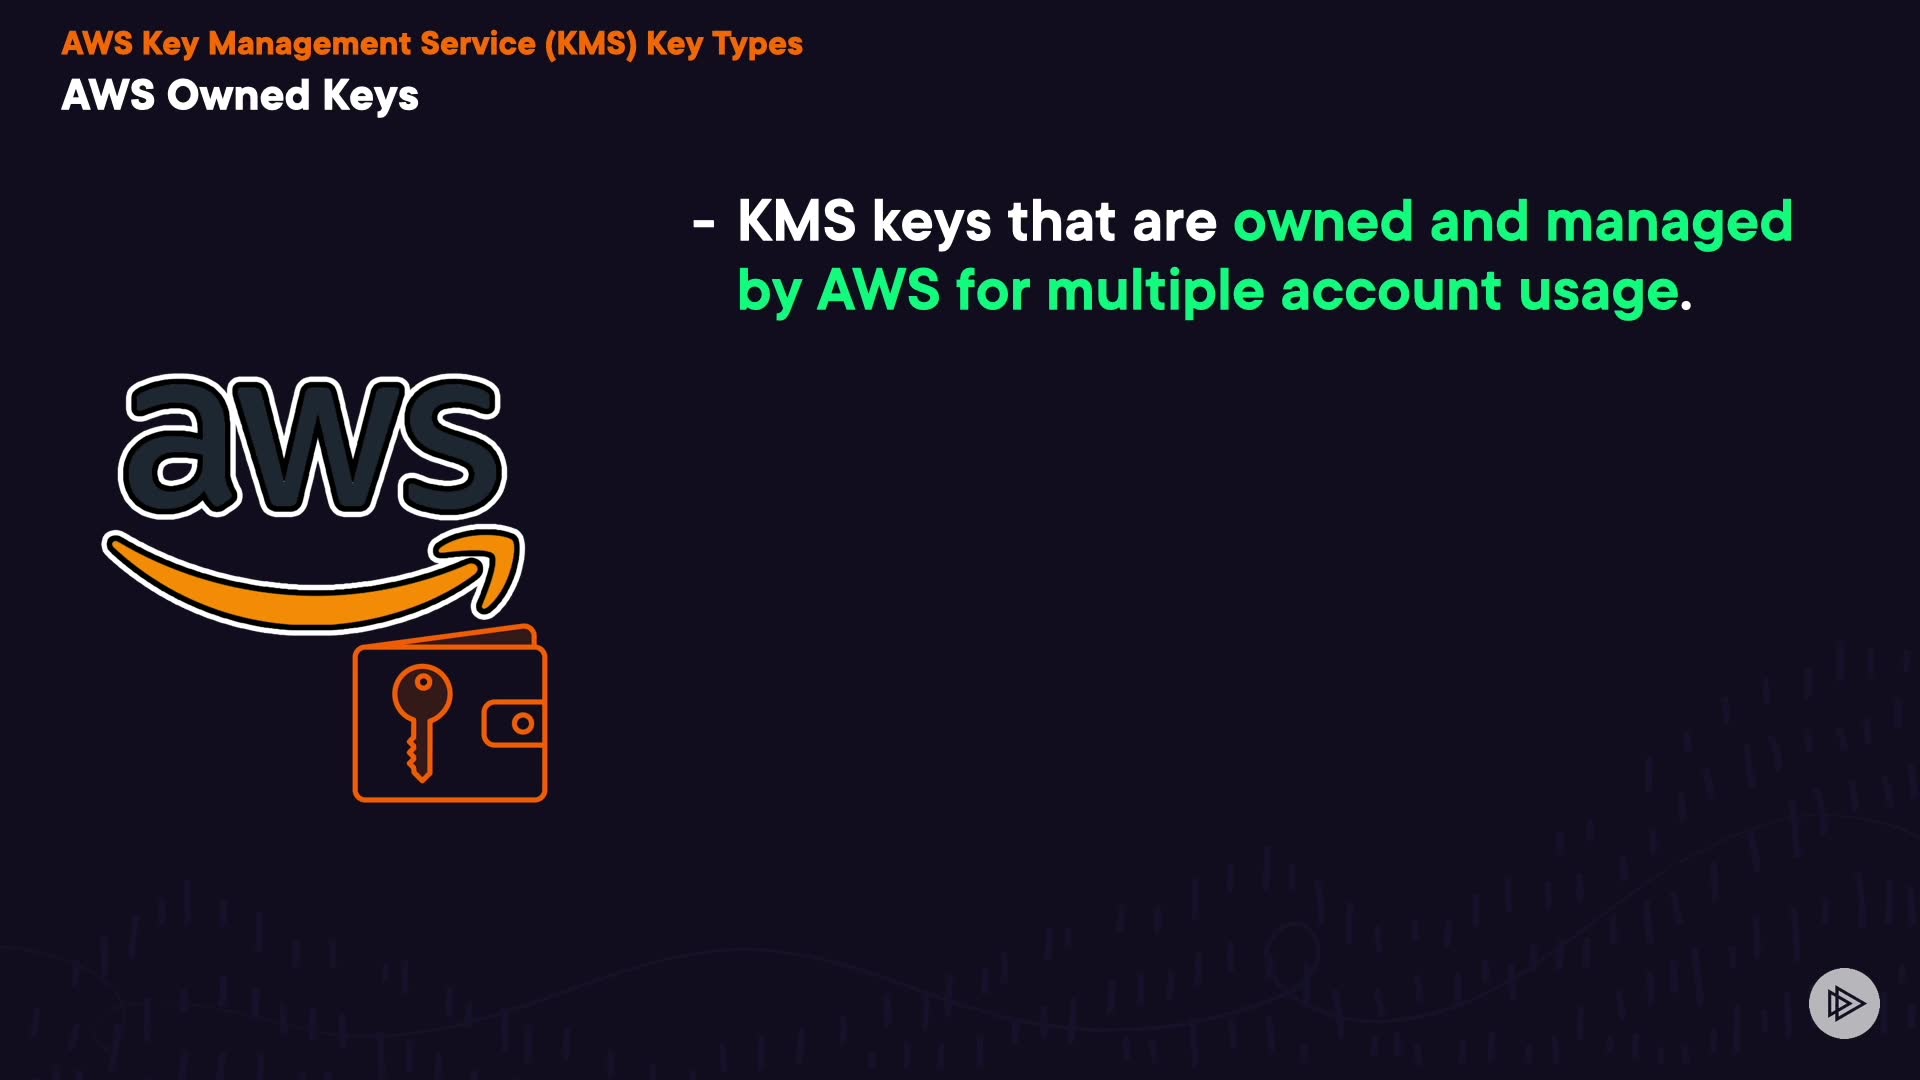 AWS Key Management Service (KMS) Key Types
AWS Owned Keys
- KMS keys that are owned and managed
by AWS for multiple account usage.
aws